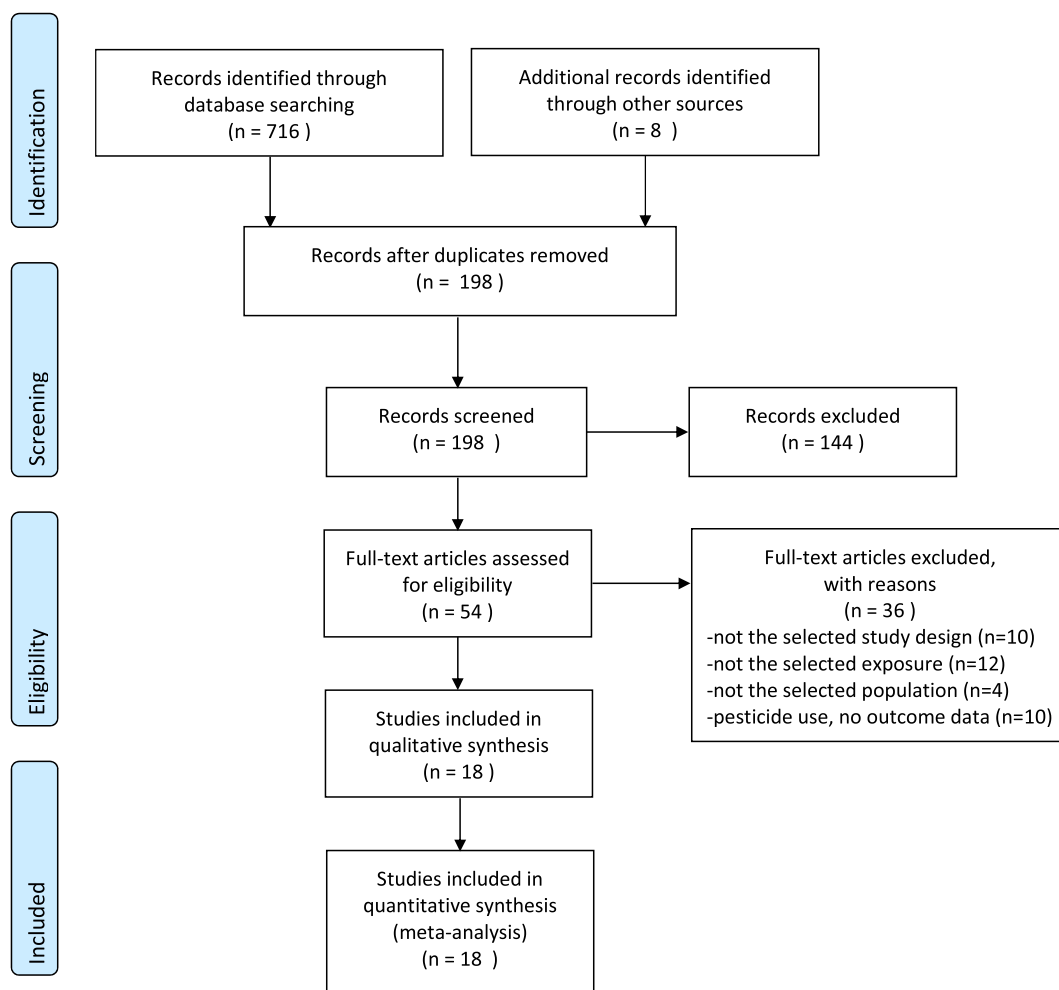 Identification
Records identified through
database searching
(n = 716 )
Additional records identified
through other sources
(n = 8 )
Records after duplicates removed
(n = 198)
Screening
Records screened
(n = 198 )
Records excluded
(n = 144 )
Eligibility
Full-text articles assessed
for eligibility
(n = 54 )
Full-text articles excluded,
with reasons
(n = 36 )
-not the selected study design (n=10)
-not the selected exposure (n=12)
-not the selected population (n=4)
-pesticide use, no outcome data (n=10)
Studies included in
qualitative synthesis
(n = 18 )
Included
Studies included in
quantitative synthesis
(meta-analysis)
(n = 18 )